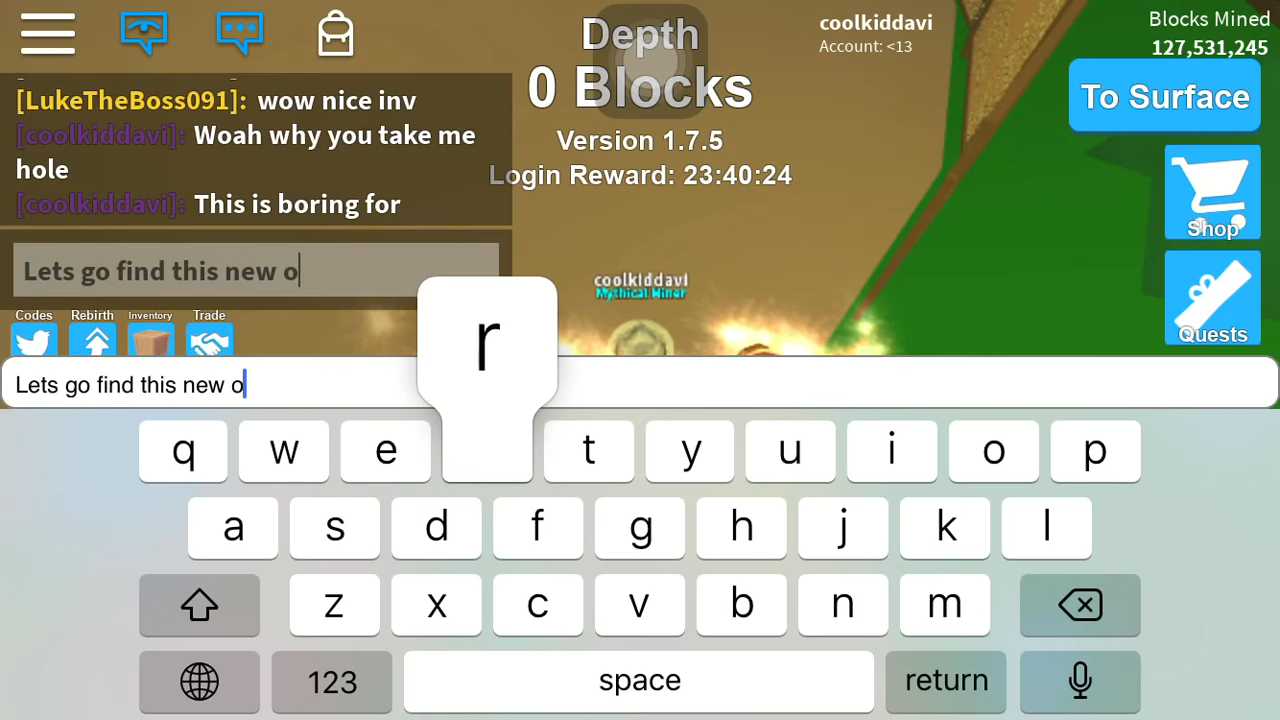 Depth
0 Blocks
Version 1.7.5
Login Reward: 23:40:24
coolkiddavi
Account: <13
Blocks Mined
127,531,245
To Surface
Shop
Quests
[LukeTheBoss091]: wow nice inv
[coolkiddavi]: Woah why you take me
hole
[coolkiddavi]: This is boring for
Lets go find this new o
coolkiddavi
Mythical Miner
Codes Rebirth Inventory Trade
Lets go find this new o
r
q w e t y u i o p
a s d f g h j k l
z x c v b n m
123 space return